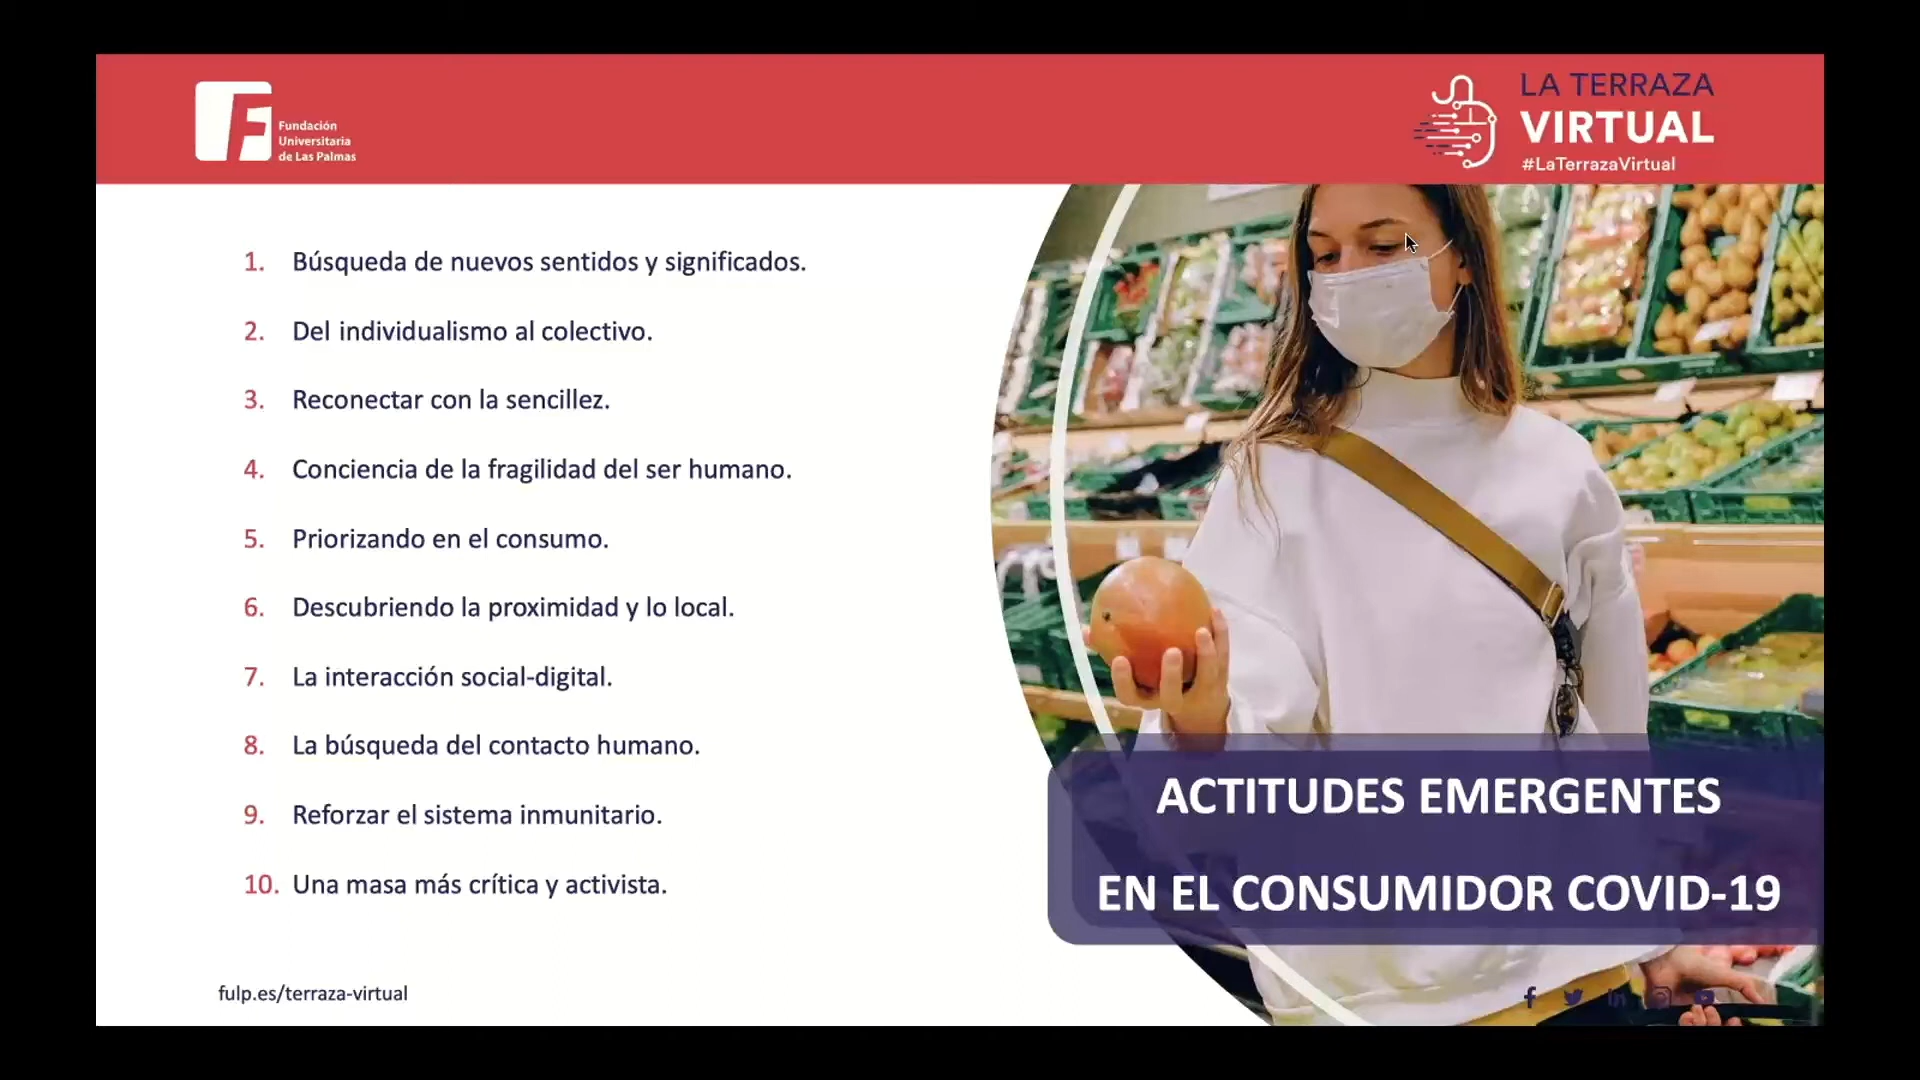 Fundación
Universitaria
de Las Palmas
LA TERRAZA
VIRTUAL
#LaTerrazaVirtual
1. Búsqueda de nuevos sentidos y significados.
2. Del individualismo al colectivo.
3. Reconectar con la sencillez.
4. Conciencia de la fragilidad del ser humano.
5. Priorizando en el consumo.
6. Descubriendo la proximidad y lo local.
7. La interacción social-digital.
8. La búsqueda del contacto humano.
9. Reforzar el sistema inmunitario.
10. Una masa más crítica y activista.
ACTITUDES EMERGENTES
EN EL CONSUMIDOR COVID-19
fulp.es/terraza-virtual